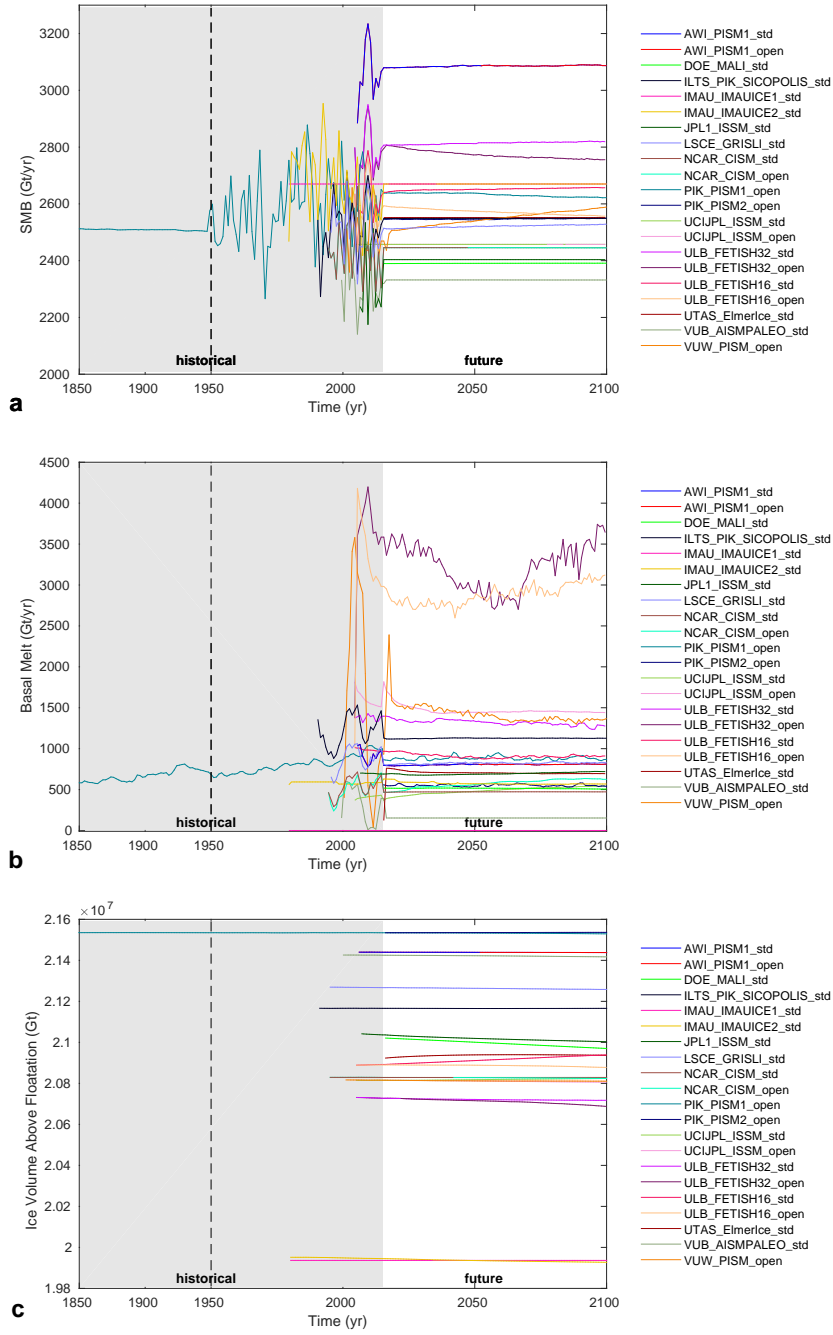 3200
3000
2800
2600
2400
2200
2000
SMB (Gt/yr)
historical
future
1850
1900
1950
2000
2050
2100
Time (yr)
a
AWI_PISM1_std
AWI_PISM1_open
DOE_MALI_std
ILTS_PIK_SICOPOLIS_std
IMAU_IMAUICE1_std
IMAU_IMAUICE2_std
JPL1_ISSM_std
LSCE_GRISLI_std
NCAR_CISM_std
NCAR_CISM_open
PIK_PISM1_open
PIK_PISM2_open
UCIJPL_ISSM_std
UCIJPL_ISSM_open
ULB_FETISH32_std
ULB_FETISH32_open
ULB_FETISH16_std
ULB_FETISH16_open
UTAS_ElmerIce_std
VUB_AISMPALEO_std
VUW_PISM_open
4500
4000
3500
3000
2500
2000
1500
1000
500
0
Basal Melt (Gt/yr)
historical
future
1850
1900
1950
2000
2050
2100
Time (yr)
b
AWI_PISM1_std
AWI_PISM1_open
DOE_MALI_std
ILTS_PIK_SICOPOLIS_std
IMAU_IMAUICE1_std
IMAU_IMAUICE2_std
JPL1_ISSM_std
LSCE_GRISLI_std
NCAR_CISM_std
NCAR_CISM_open
PIK_PISM1_open
PIK_PISM2_open
UCIJPL_ISSM_std
UCIJPL_ISSM_open
ULB_FETISH32_std
ULB_FETISH32_open
ULB_FETISH16_std
ULB_FETISH16_open
UTAS_ElmerIce_std
VUB_AISMPALEO_std
VUW_PISM_open
×10^7
2.16
2.14
2.12
2.1
2.08
2.06
2.04
2.02
2
1.98
Ice Volume Above Floatation (Gt)
historical
future
1850
1900
1950
2000
2050
2100
Time (yr)
c
AWI_PISM1_std
AWI_PISM1_open
DOE_MALI_std
ILTS_PIK_SICOPOLIS_std
IMAU_IMAUICE1_std
IMAU_IMAUICE2_std
JPL1_ISSM_std
LSCE_GRISLI_std
NCAR_CISM_std
NCAR_CISM_open
PIK_PISM1_open
PIK_PISM2_open
UCIJPL_ISSM_std
UCIJPL_ISSM_open
ULB_FETISH32_std
ULB_FETISH32_open
ULB_FETISH16_std
ULB_FETISH16_open
UTAS_ElmerIce_std
VUB_AISMPALEO_std
VUW_PISM_open